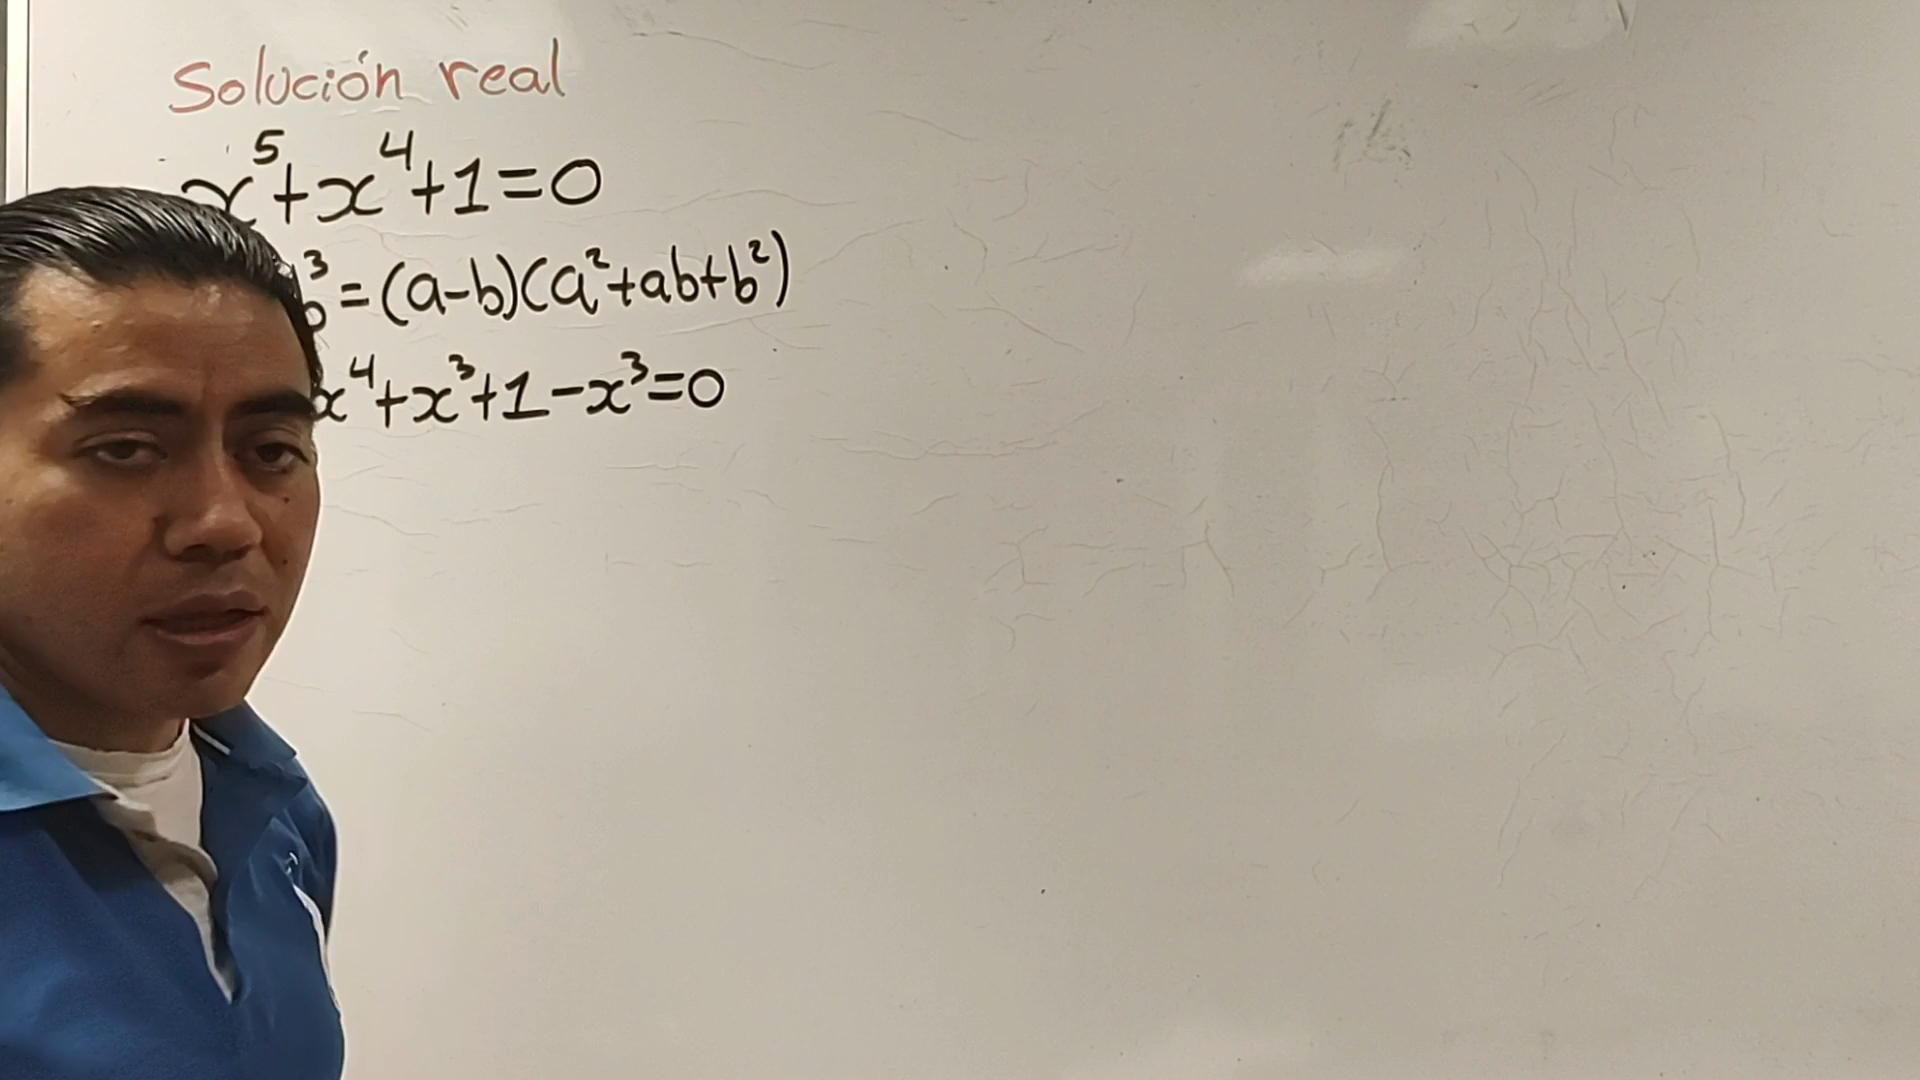 Solución real
x⁵+x⁴+1=0
b³=(a-b)(a²+ab+b²)
x⁴+x³+1-x³=0